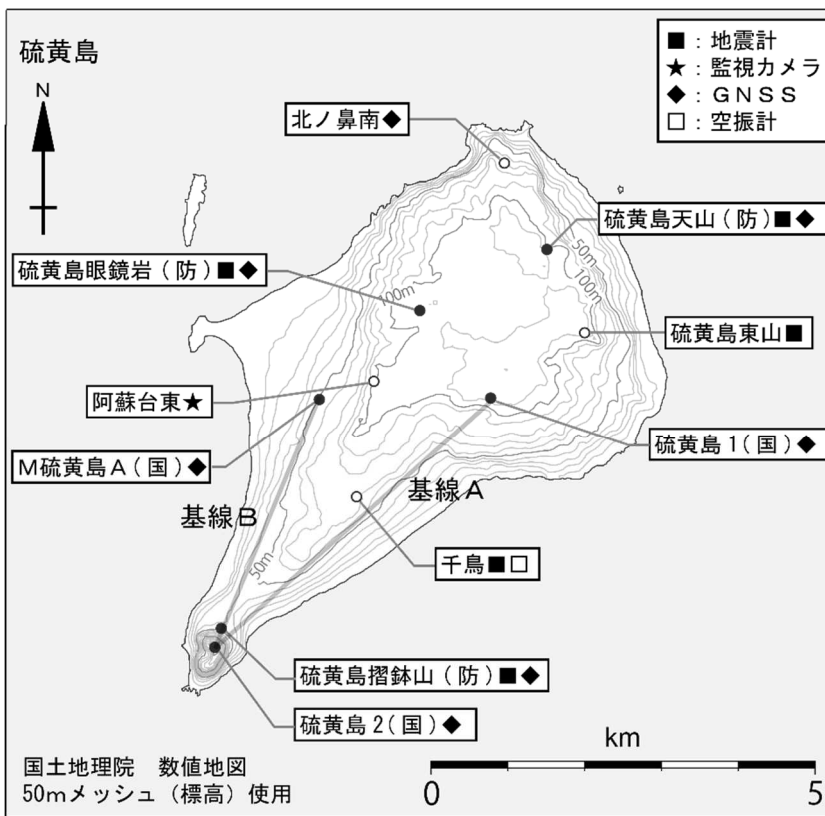 硫黄島
N
■：地震計
★：監視カメラ
◆：ＧＮＳＳ
□：空振計
北ノ鼻南◆
硫黄島天山(防)■◆
50m
100m
硫黄島眼鏡岩(防)■◆
100m
硫黄島東山■
阿蘇台東★
硫黄島1(国)◆
M硫黄島A(国)◆
基線A
基線B
千鳥■□
50m
硫黄島摺鉢山(防)■◆
硫黄島2(国)◆
km
0 5
国土地理院　数値地図
50mメッシュ（標高）使用